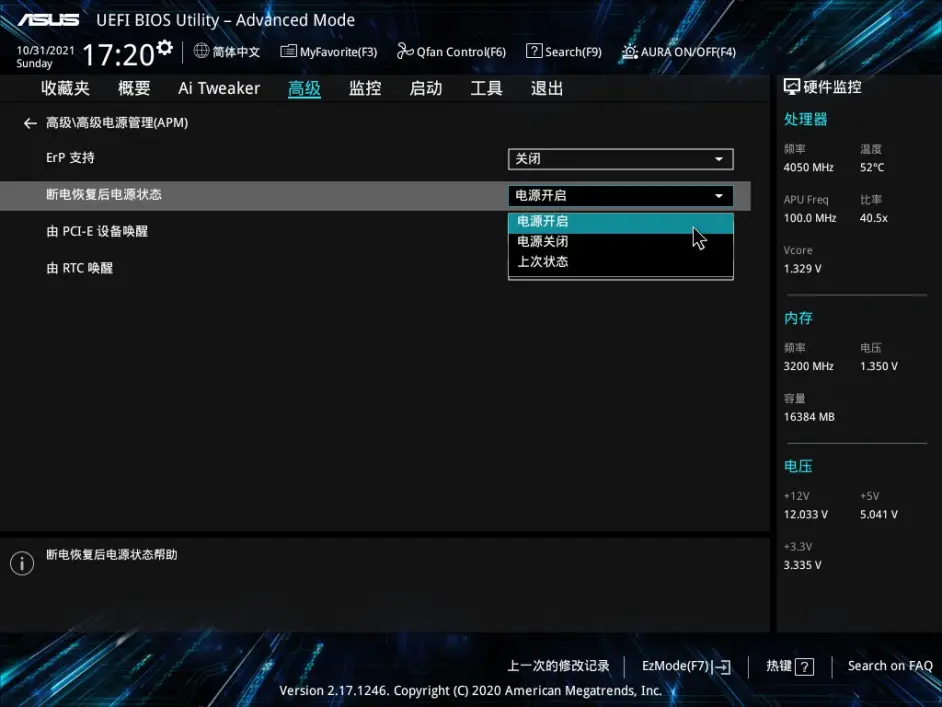 ASUS UEFI BIOS Utility – Advanced Mode
10/31/2021
Sunday
17:20
简体中文 MyFavorite(F3) Qfan Control(F6) ? Search(F9) AURA ON/OFF(F4)
收藏夹 概要 Ai Tweaker 高级 监控 启动 工具 退出
高级\高级电源管理(APM)
ErP 支持 关闭
断电恢复后电源状态 电源开启
电源开启
电源关闭
上次状态
由 PCI-E 设备唤醒
由 RTC 唤醒
i 断电恢复后电源状态帮助
硬件监控
处理器
频率 温度
4050 MHz 52°C
APU Freq 比率
100.0 MHz 40.5x
Vcore
1.329 V
内存
频率 电压
3200 MHz 1.350 V
容量
16384 MB
电压
+12V +5V
12.033 V 5.041 V
+3.3V
3.335 V
上一次的修改记录 EzMode(F7) 热键 ? Search on FAQ
Version 2.17.1246. Copyright (C) 2020 American Megatrends, Inc.